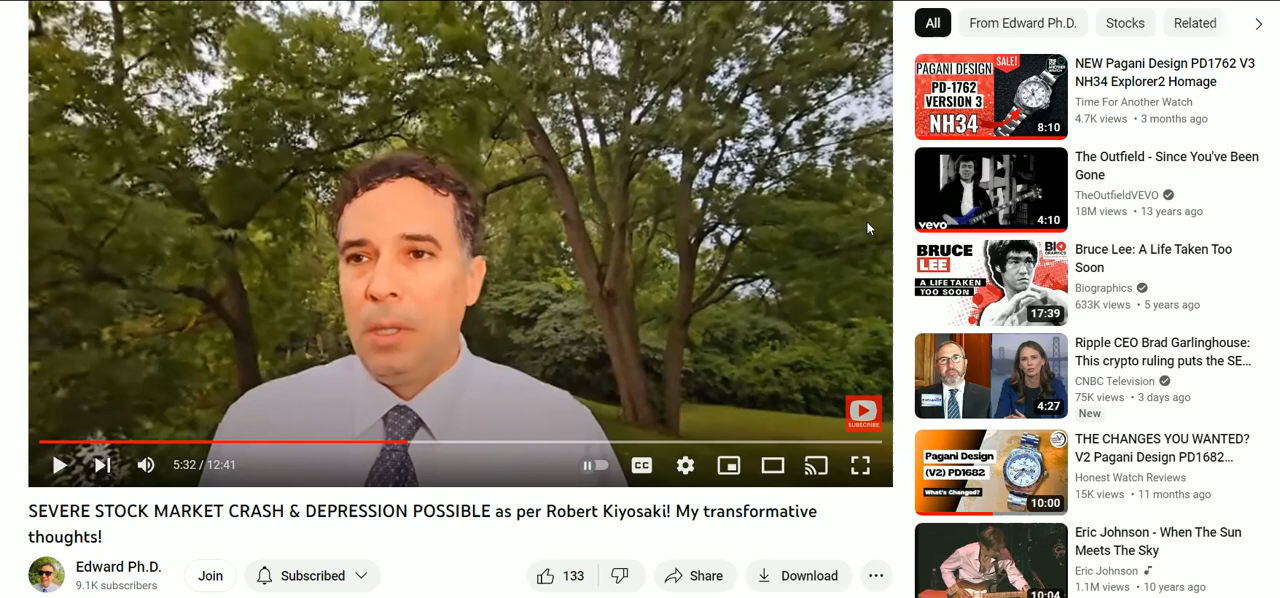 SUBSCRIBE
5:32 / 12:41
CC
SEVERE STOCK MARKET CRASH & DEPRESSION POSSIBLE as per Robert Kiyosaki! My transformative
thoughts!
Edward Ph.D.
9.1K subscribers
Join
Subscribed
133
Share
Download
All
From Edward Ph.D.
Stocks
Related
PAGANI DESIGN
SALE!
PD-1762
VERSION 3
NH34
8:10
NEW Pagani Design PD1762 V3
NH34 Explorer2 Homage
Time For Another Watch
4.7K views • 3 months ago
vevo
4:10
The Outfield - Since You've Been
Gone
TheOutfieldVEVO
18M views • 13 years ago
BRUCE
LEE
A LIFE TAKEN
TOO SOON
BIO
17:39
Bruce Lee: A Life Taken Too
Soon
Biographics
633K views • 5 years ago
4:27
Ripple CEO Brad Garlinghouse:
This crypto ruling puts the SE...
CNBC Television
75K views • 3 days ago
New
Pagani Design
(V2) PD1682
What's Changed?
10:00
THE CHANGES YOU WANTED?
V2 Pagani Design PD1682...
Honest Watch Reviews
15K views • 11 months ago
10:04
Eric Johnson - When The Sun
Meets The Sky
Eric Johnson
1.1M views • 10 years ago